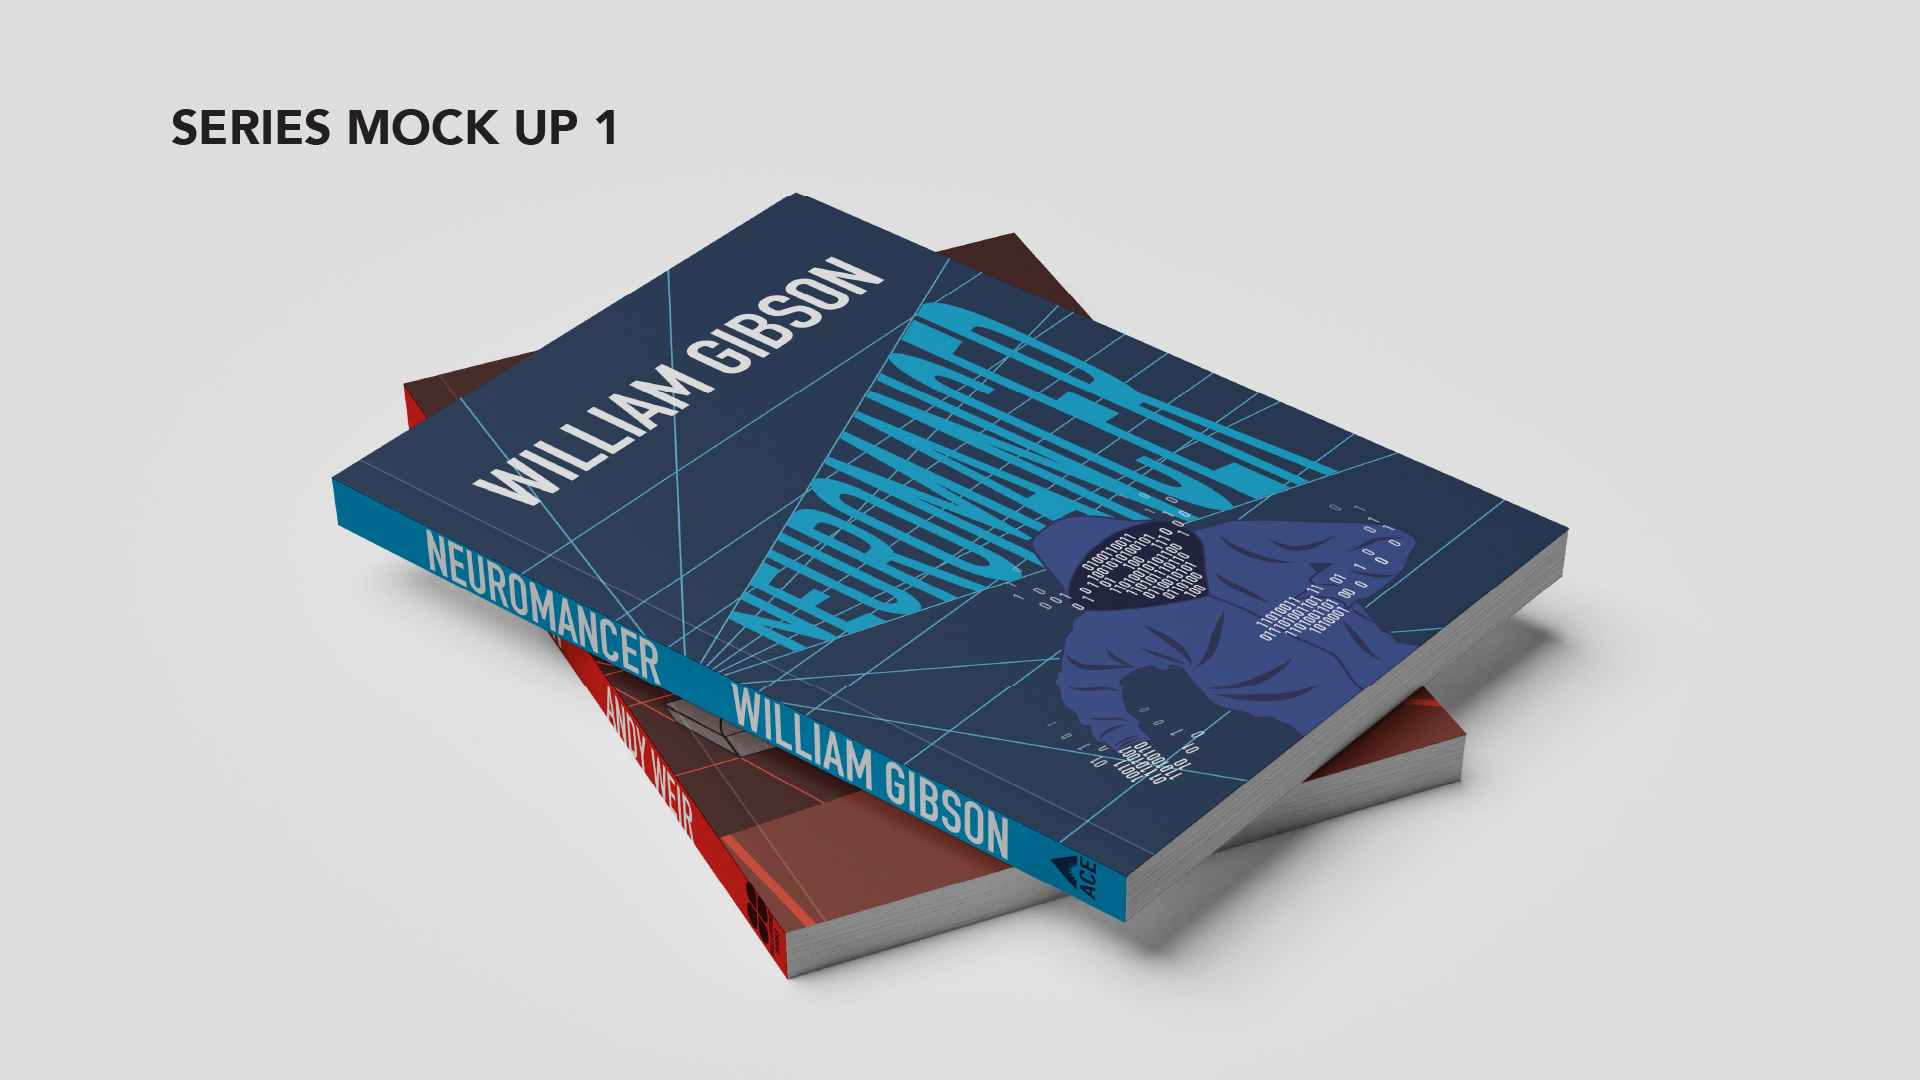 SERIES MOCK UP 1
WILLIAM GIBSON
NEUROMANCER
NEUROMANCER
WILLIAM GIBSON
ACE
ANDY WEIR